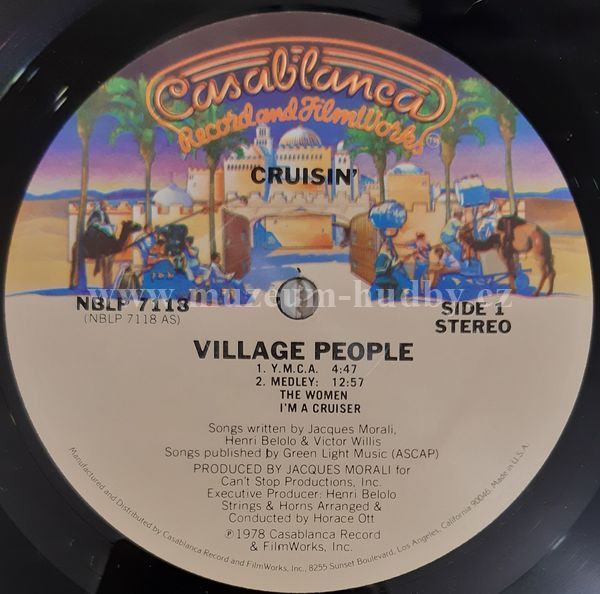 Casablanca
Record and FilmWorks
TM
CRUISIN'
NBLP 7118
(NBLP 7118 AS)
SIDE 1
STEREO
www.muzeum-hudby.cz
VILLAGE PEOPLE
1. Y.M.C.A. 4:47
2. MEDLEY: 12:57
THE WOMEN
I'M A CRUISER
Songs written by Jacques Morali,
Henri Belolo & Victor Willis
Songs published by Green Light Music (ASCAP)
PRODUCED BY JACQUES MORALI for
Can't Stop Productions, Inc.
Executive Producer: Henri Belolo
Strings & Horns Arranged &
Conducted by Horace Ott
℗ 1978 Casablanca Record
& FilmWorks, Inc.
Manufactured and Distributed by Casablanca Record and FilmWorks, Inc., 8255 Sunset Boulevard, Los Angeles, California 90046. Made in U.S.A.